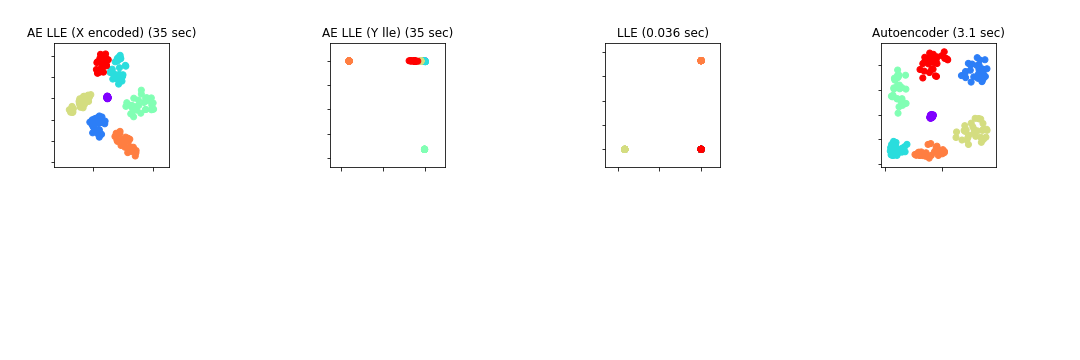 AE LLE (X encoded) (35 sec)
AE LLE (Y lle) (35 sec)
LLE (0.036 sec)
Autoencoder (3.1 sec)